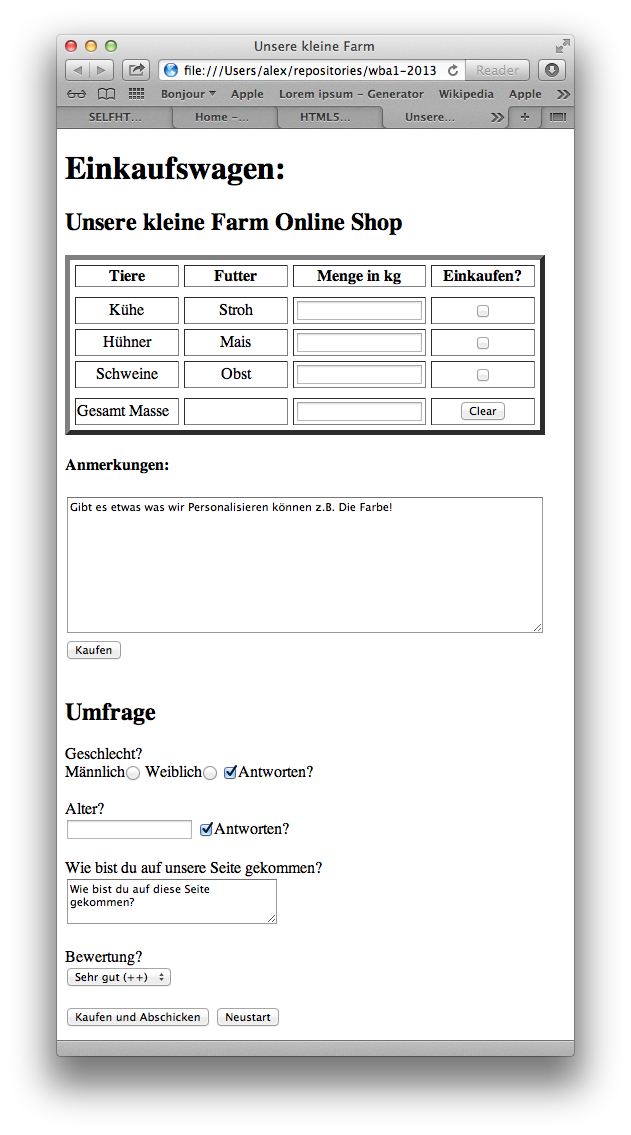 Unsere kleine Farm
file:///Users/alex/repositories/wba1-2013 Reader
Bonjour Apple Lorem ipsum - Generator Wikipedia Apple
SELFHT... Home -... HTML5... Unsere...
Einkaufswagen:
Unsere kleine Farm Online Shop
Tiere Futter Menge in kg Einkaufen?
Kühe Stroh
Hühner Mais
Schweine Obst
Gesamt Masse Clear
Anmerkungen:
Gibt es etwas was wir Personalisieren können z.B. Die Farbe!
Kaufen
Umfrage
Geschlecht?
Männlich Weiblich Antworten?
Alter?
Antworten?
Wie bist du auf unsere Seite gekommen?
Wie bist du auf diese Seite
gekommen?
Bewertung?
Sehr gut (++)
Kaufen und Abschicken Neustart